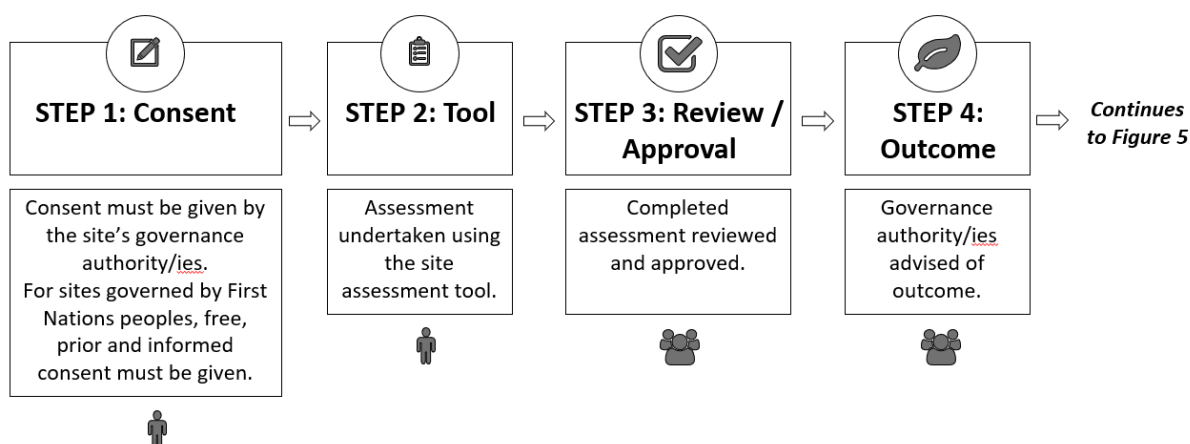 STEP 1: Consent
Consent must be given by
the site's governance
authority/ies.
For sites governed by First
Nations peoples, free,
prior and informed
consent must be given.
STEP 2: Tool
Assessment
undertaken using
the site
assessment tool.
STEP 3: Review /
Approval
Completed
assessment reviewed
and approved.
STEP 4:
Outcome
Governance
authority/ies
advised of
outcome.
Continues
to Figure 5